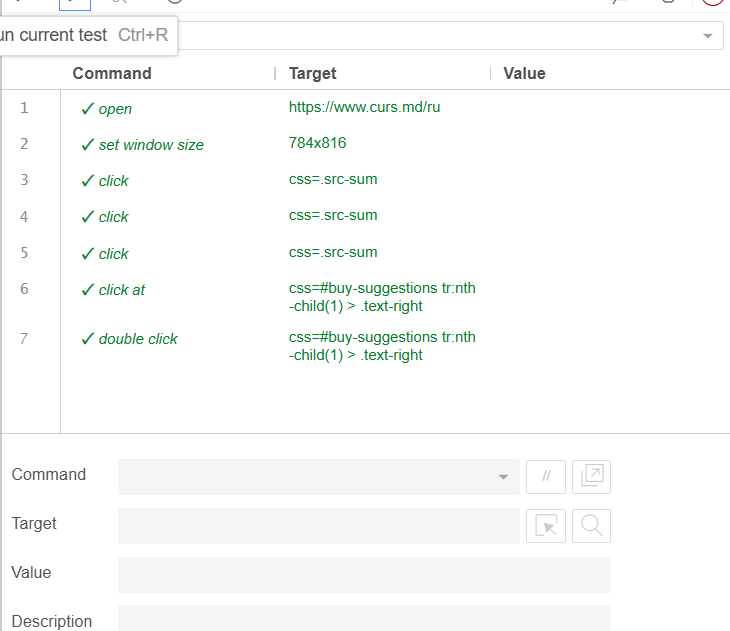 un current test Ctrl+R
Command Target Value
1 ✓ open https://www.curs.md/ru
2 ✓ set window size 784x816
3 ✓ click css=.src-sum
4 ✓ click css=.src-sum
5 ✓ click css=.src-sum
6 ✓ click at css=#buy-suggestions tr:nth
-child(1) > .text-right
7 ✓ double click css=#buy-suggestions tr:nth
-child(1) > .text-right
Command //
Target
Value
Description